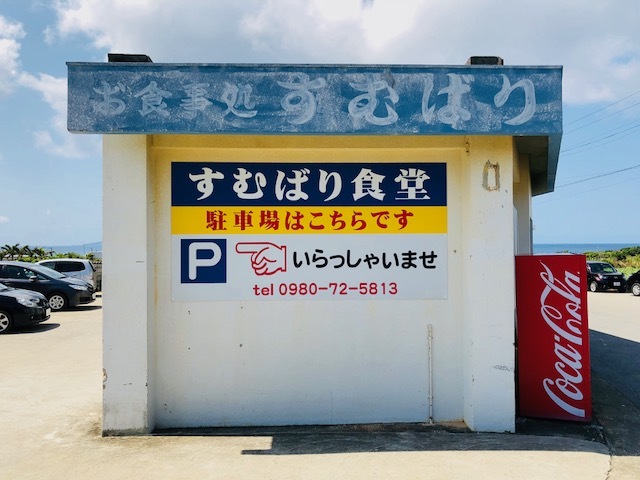 お食事処 すむばり
すむばり食堂
駐車場はこちらです
P
いらっしゃいませ
tel 0980-72-5813
Coca-Cola